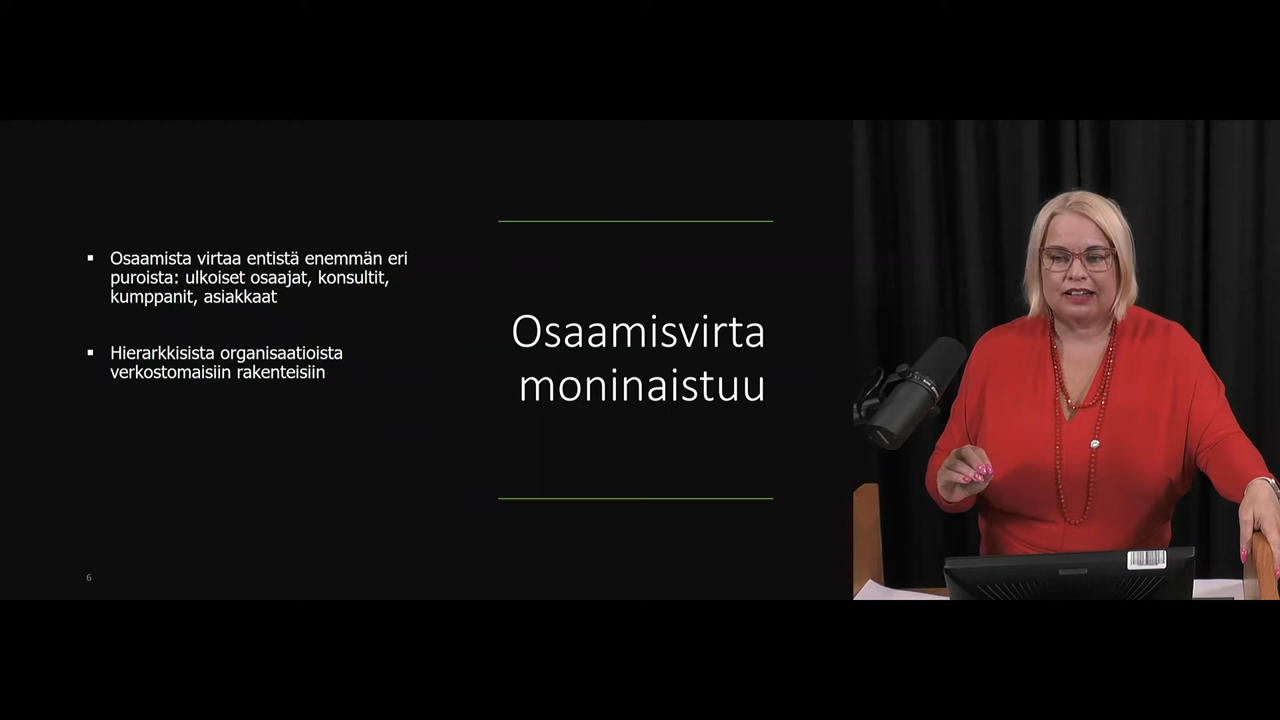 ▪ Osaamista virtaa entistä enemmän eri
puroista: ulkoiset osaajat, konsultit,
kumppanit, asiakkaat
▪ Hierarkkisista organisaatioista
verkostomaisiin rakenteisiin
Osaamisvirta
moninaistuu
6